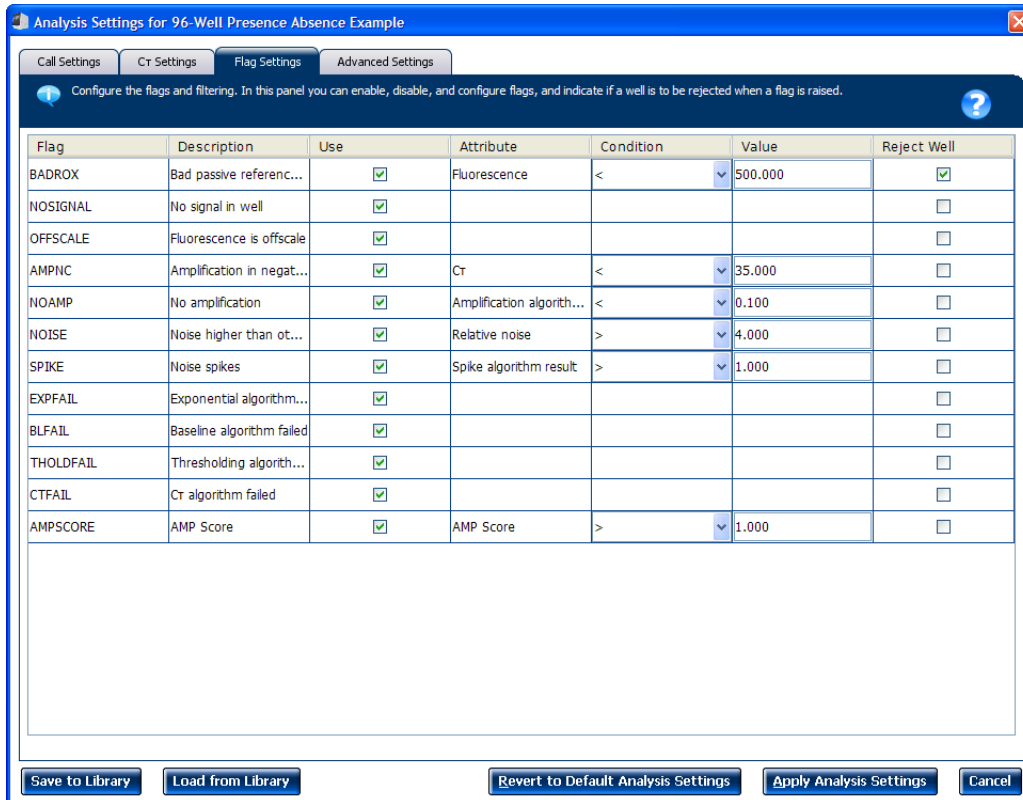 Analysis Settings for 96-Well Presence Absence Example
Call Settings Cᴛ Settings Flag Settings Advanced Settings
Configure the flags and filtering. In this panel you can enable, disable, and configure flags, and indicate if a well is to be rejected when a flag is raised.
Flag Description Use Attribute Condition Value Reject Well
BADROX Bad passive referenc... Fluorescence < 500.000
NOSIGNAL No signal in well
OFFSCALE Fluorescence is offscale
AMPNC Amplification in negat... Cᴛ < 35.000
NOAMP No amplification Amplification algorith... < 0.100
NOISE Noise higher than ot... Relative noise > 4.000
SPIKE Noise spikes Spike algorithm result > 1.000
EXPFAIL Exponential algorithm...
BLFAIL Baseline algorithm failed
THOLDFAIL Thresholding algorith...
CTFAIL Cᴛ algorithm failed
AMPSCORE AMP Score AMP Score > 1.000
Save to Library Load from Library Revert to Default Analysis Settings Apply Analysis Settings Cancel